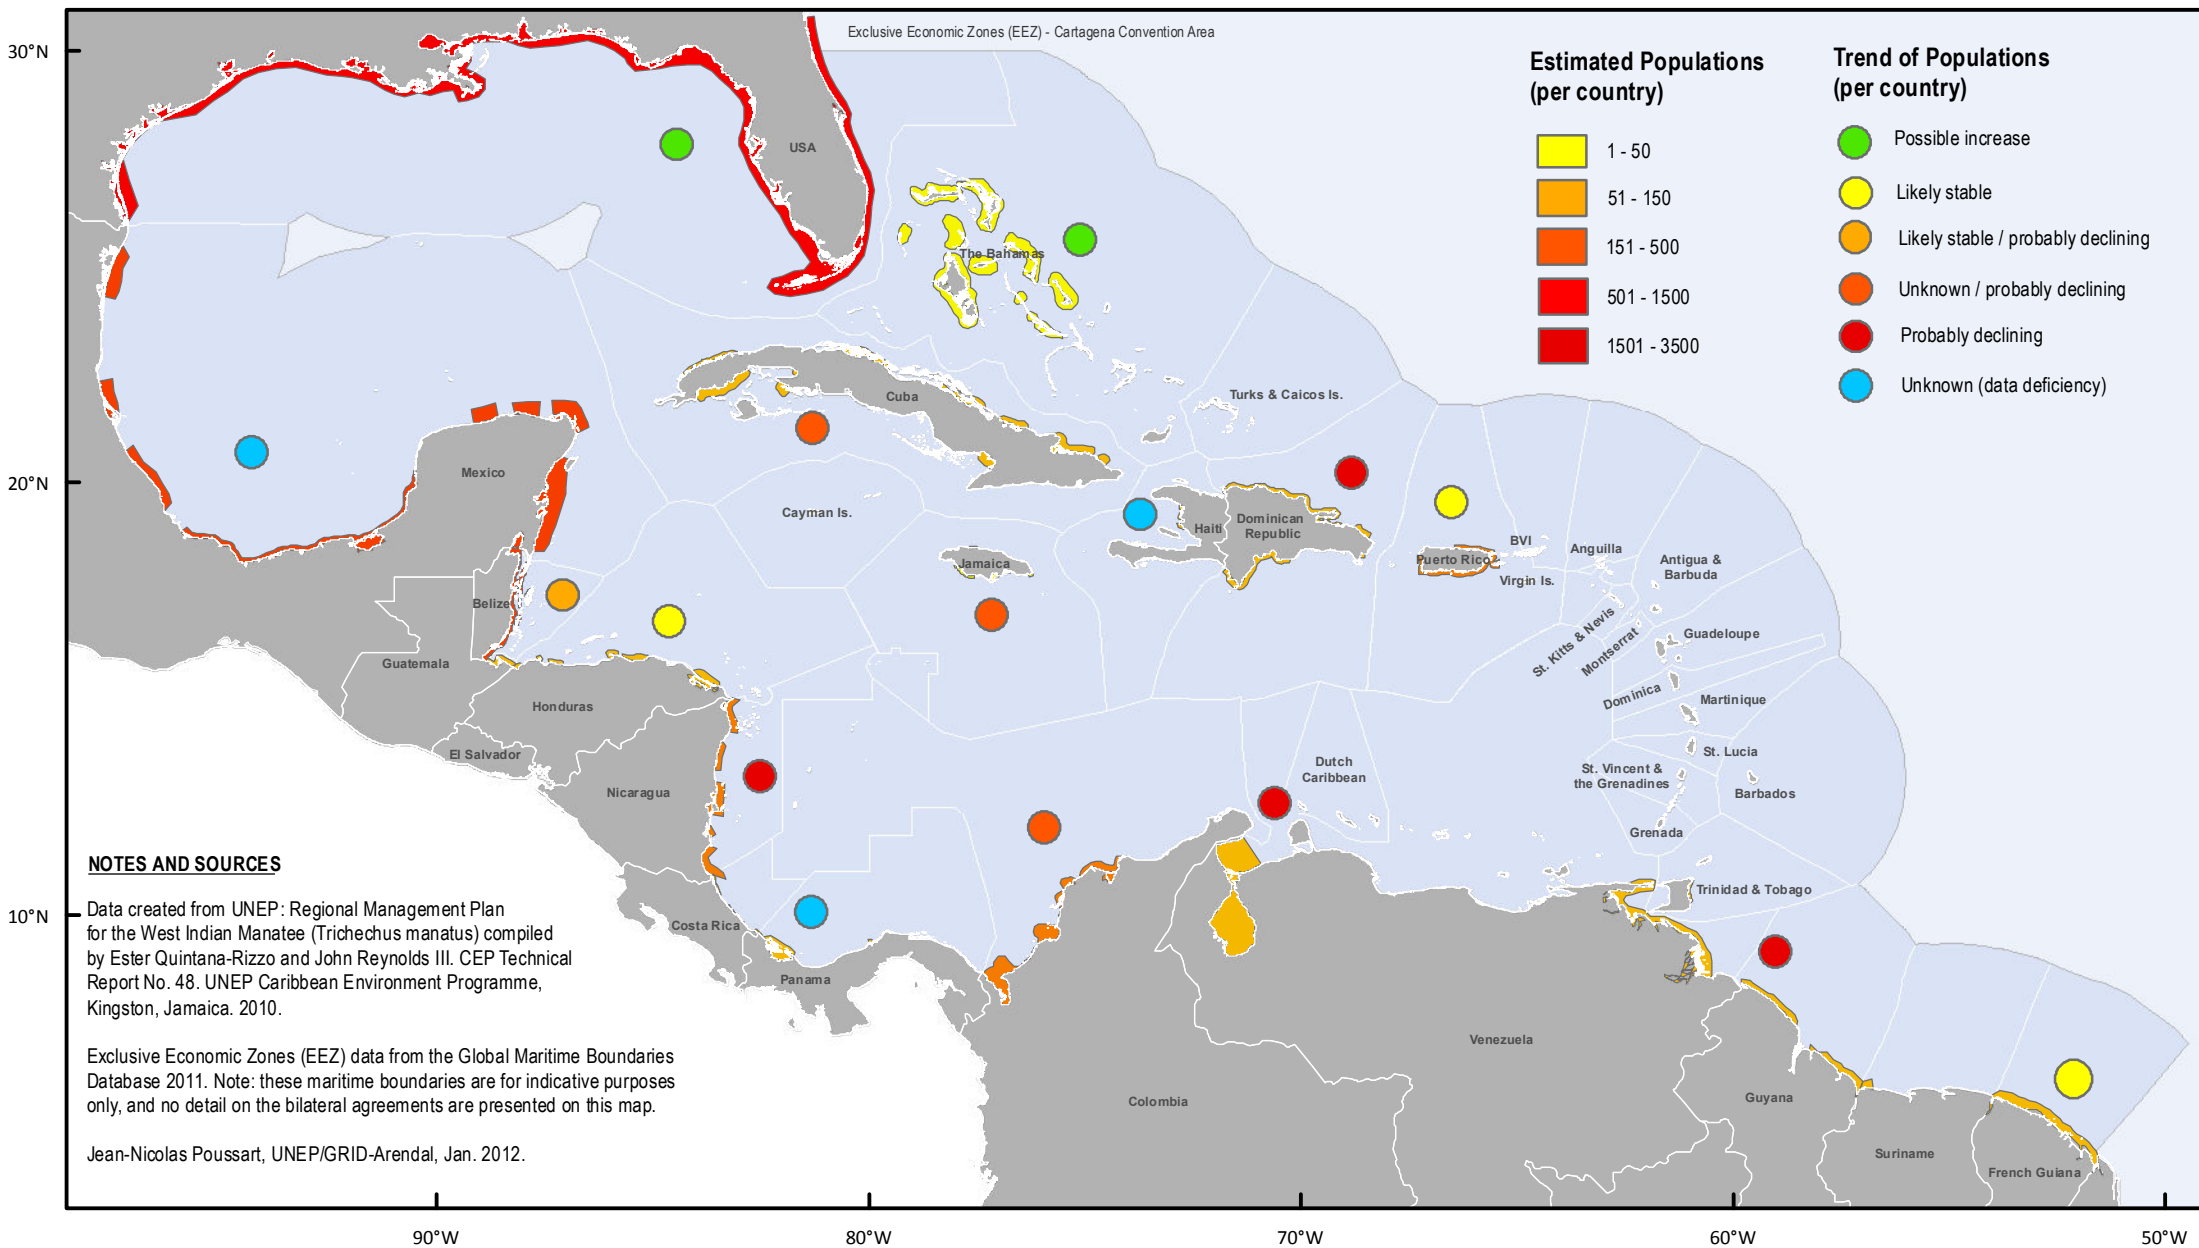 Exclusive Economic Zones (EEZ) - Cartagena Convention Area
30°N
20°N
10°N
90°W
80°W
70°W
60°W
50°W
Estimated Populations
(per country)
1 - 50
51 - 150
151 - 500
501 - 1500
1501 - 3500
Trend of Populations
(per country)
Possible increase
Likely stable
Likely stable / probably declining
Unknown / probably declining
Probably declining
Unknown (data deficiency)
USA
The Bahamas
Cuba
Turks & Caicos Is.
Mexico
Cayman Is.
Haiti
Dominican
Republic
Jamaica
Puerto Rico
BVI
Virgin Is.
Anguilla
Antigua &
Barbuda
St. Kitts & Nevis
Montserrat
Guadeloupe
Dominica
Martinique
St. Lucia
St. Vincent &
the Grenadines
Barbados
Grenada
Trinidad & Tobago
Dutch
Caribbean
Belize
Guatemala
Honduras
El Salvador
Nicaragua
Costa Rica
Panama
Colombia
Venezuela
Guyana
Suriname
French Guiana
NOTES AND SOURCES
Data created from UNEP: Regional Management Plan
for the West Indian Manatee (Trichechus manatus) compiled
by Ester Quintana-Rizzo and John Reynolds III. CEP Technical
Report No. 48. UNEP Caribbean Environment Programme,
Kingston, Jamaica. 2010.
Exclusive Economic Zones (EEZ) data from the Global Maritime Boundaries
Database 2011. Note: these maritime boundaries are for indicative purposes
only, and no detail on the bilateral agreements are presented on this map.
Jean-Nicolas Poussart, UNEP/GRID-Arendal, Jan. 2012.